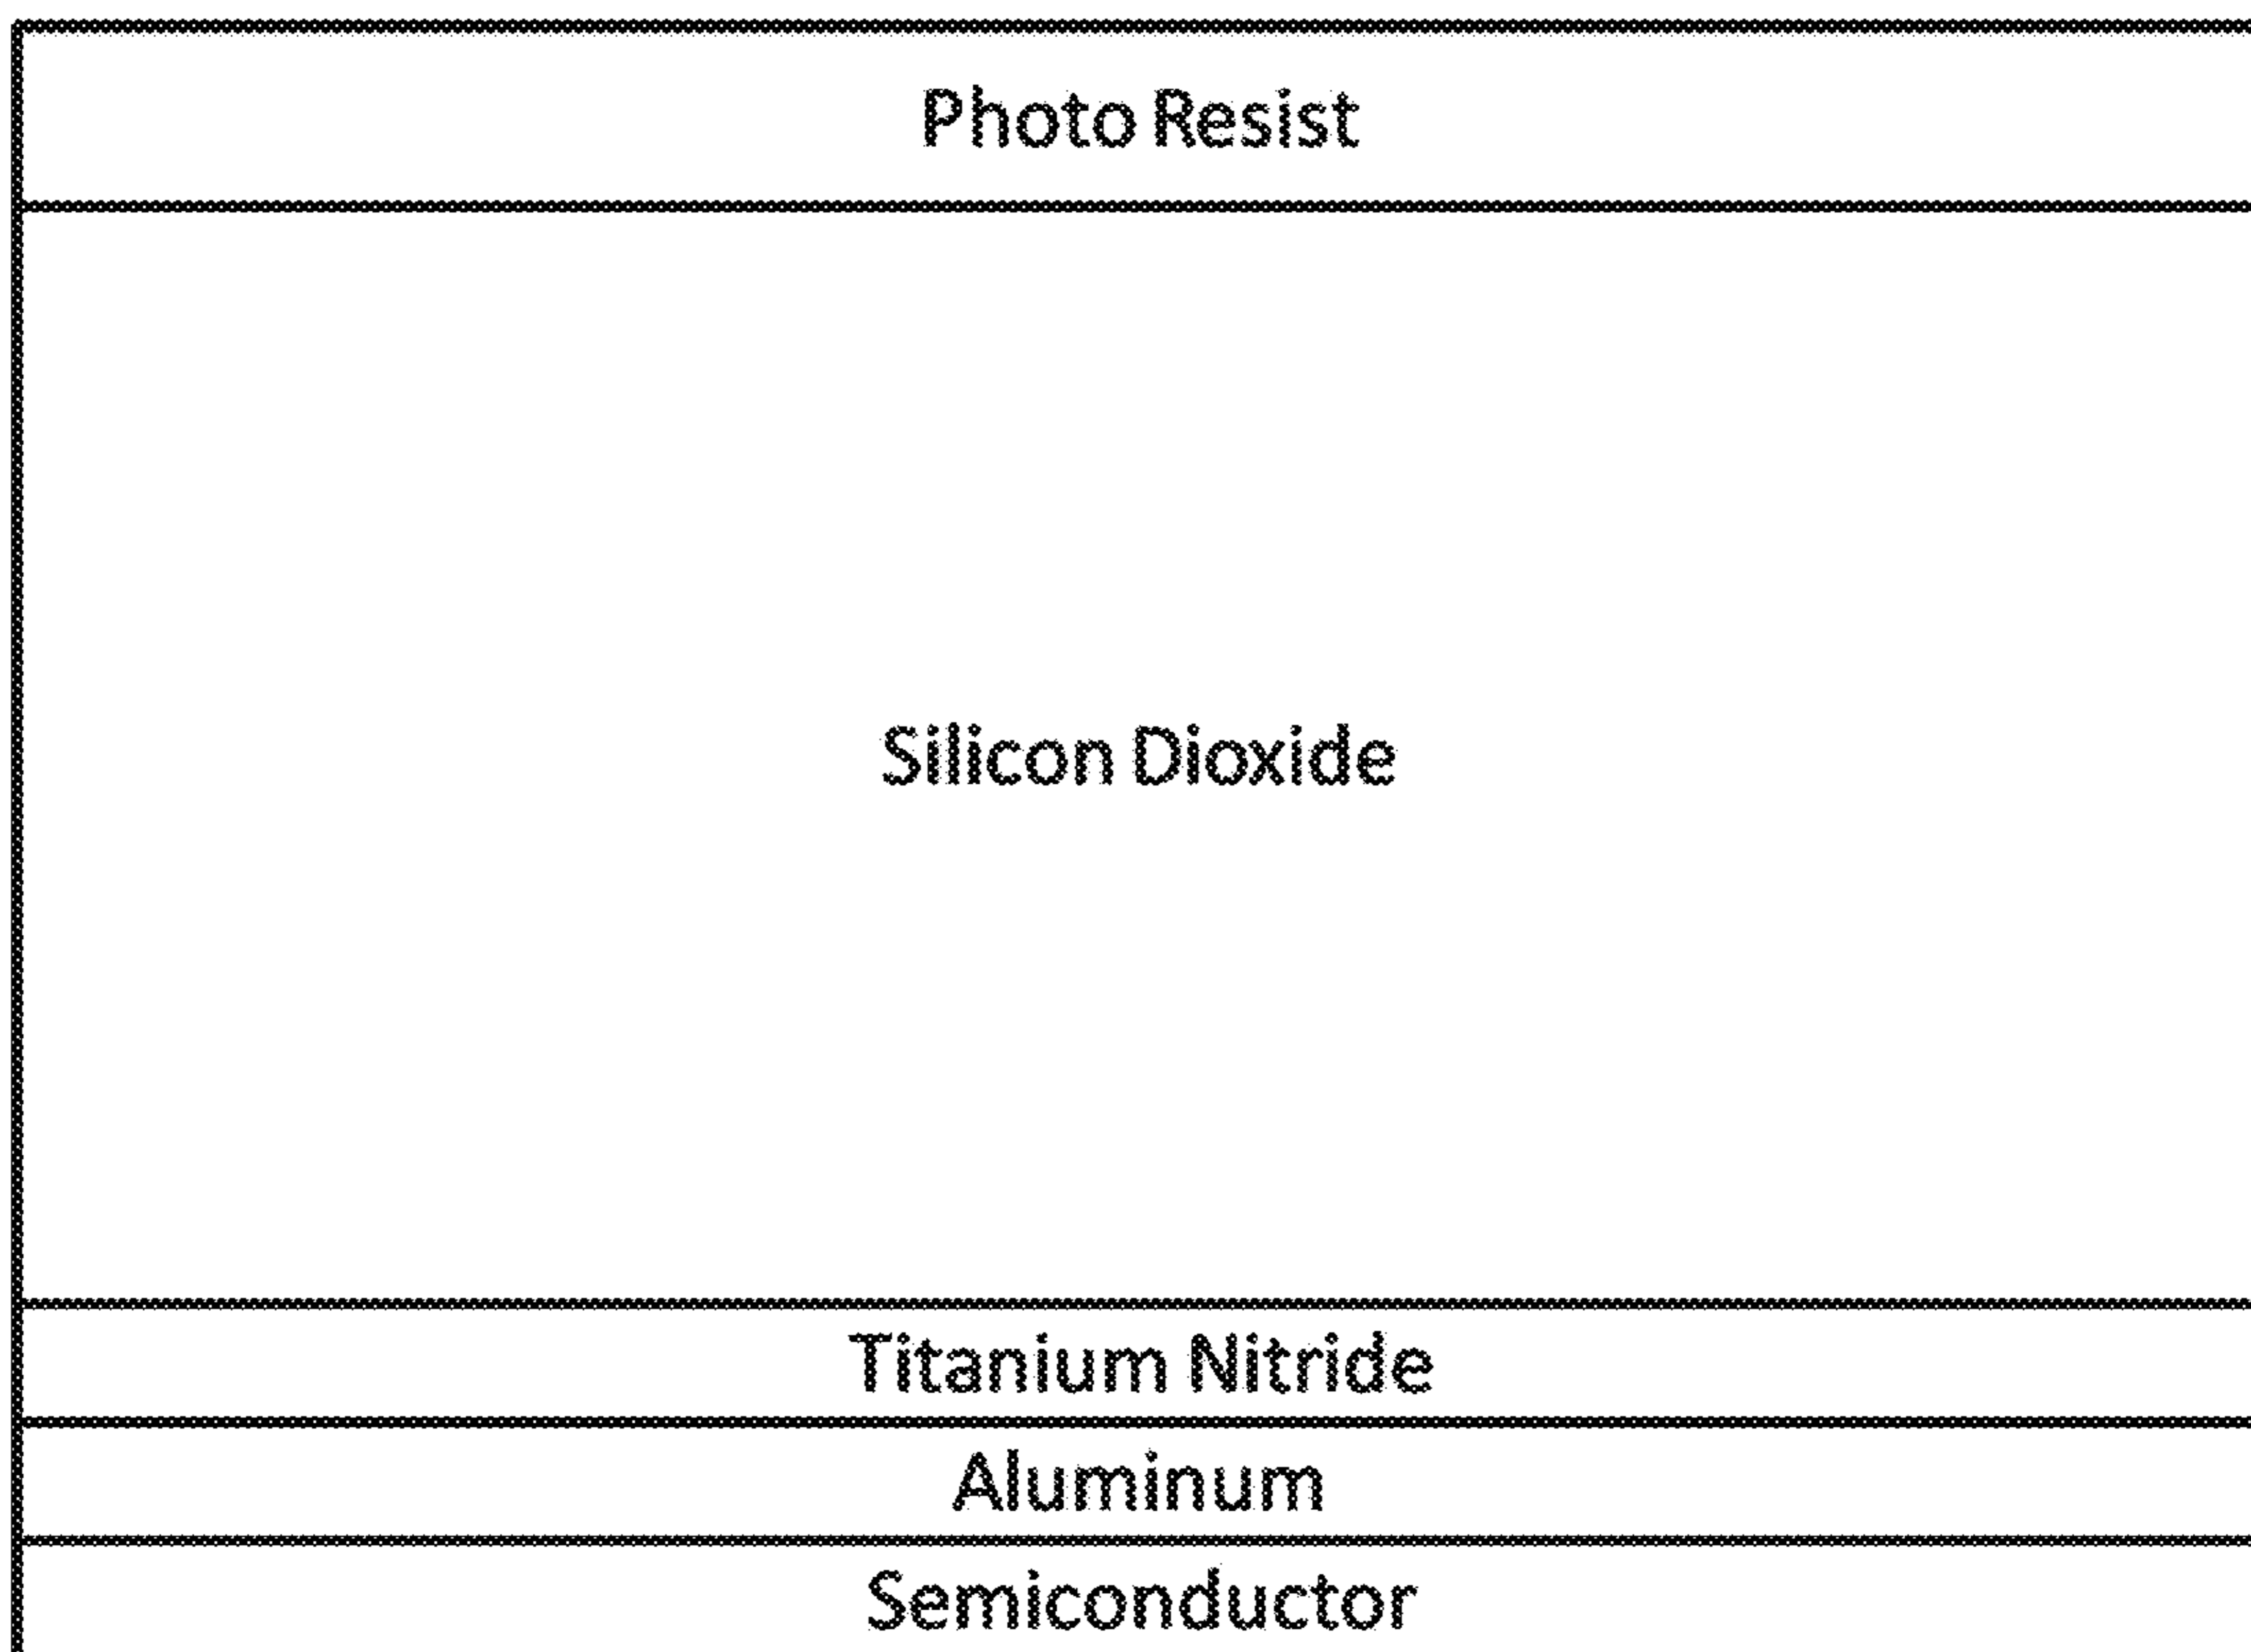 Photo Resist
Silicon Dioxide
Titanium Nitride
Aluminum
Semiconductor